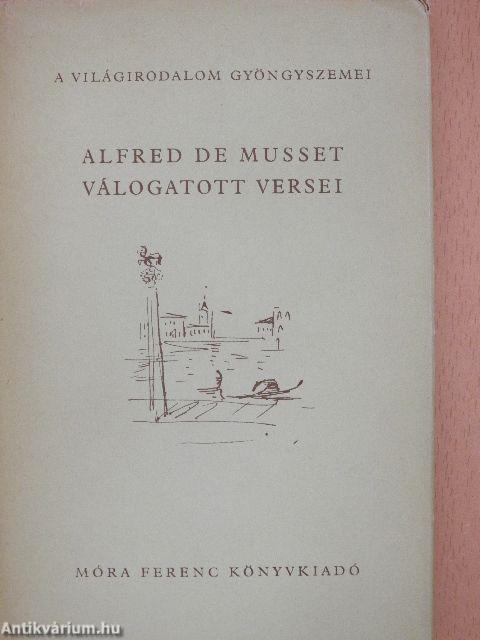 A VILÁGIRODALOM GYÖNGYSZEMEI
ALFRED DE MUSSET
VÁLOGATOTT VERSEI
MÓRA FERENC KÖNYVKIADÓ
Antikvárium.hu